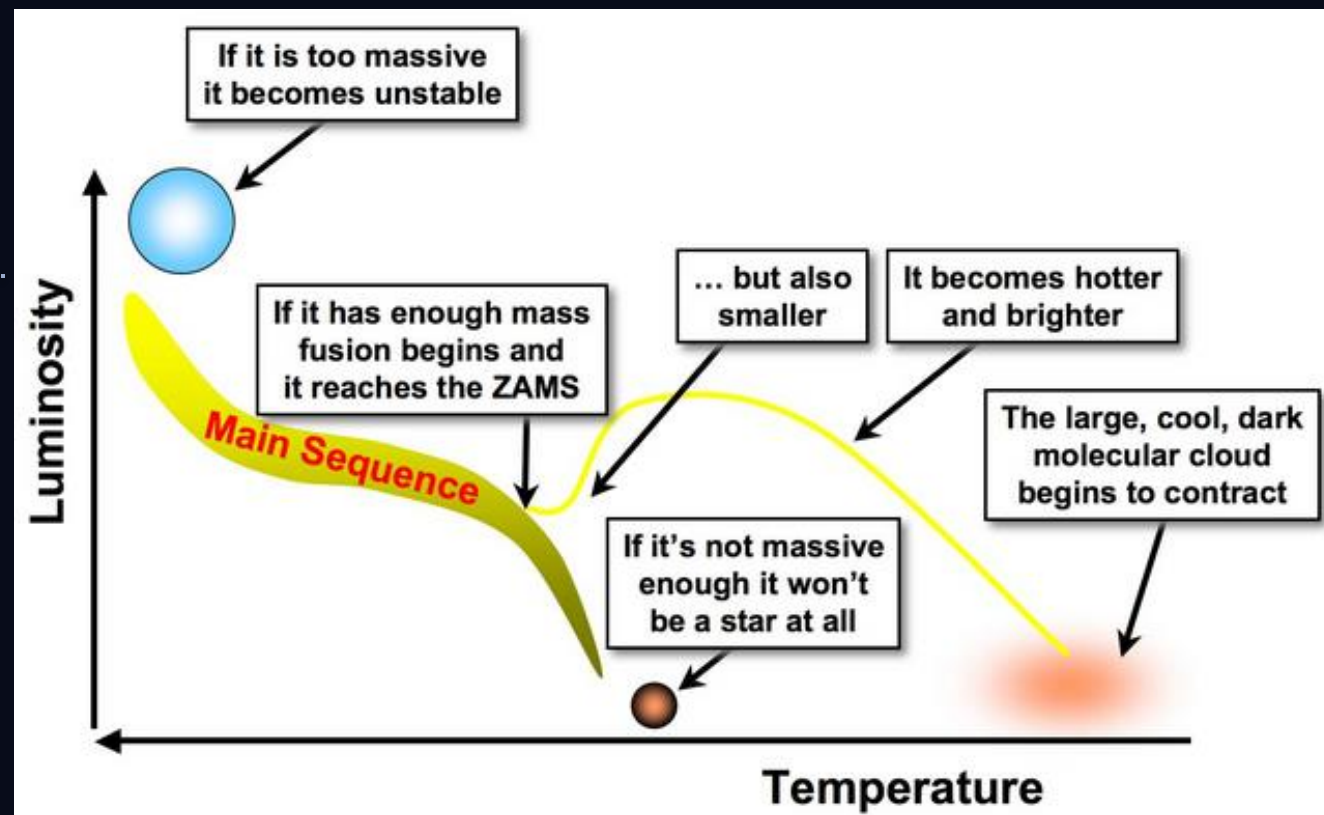 If it is too massive
it becomes unstable
Luminosity
If it has enough mass
fusion begins and
it reaches the ZAMS
… but also
smaller
It becomes hotter
and brighter
The large, cool, dark
molecular cloud
begins to contract
Main Sequence
If it's not massive
enough it won't
be a star at all
Temperature